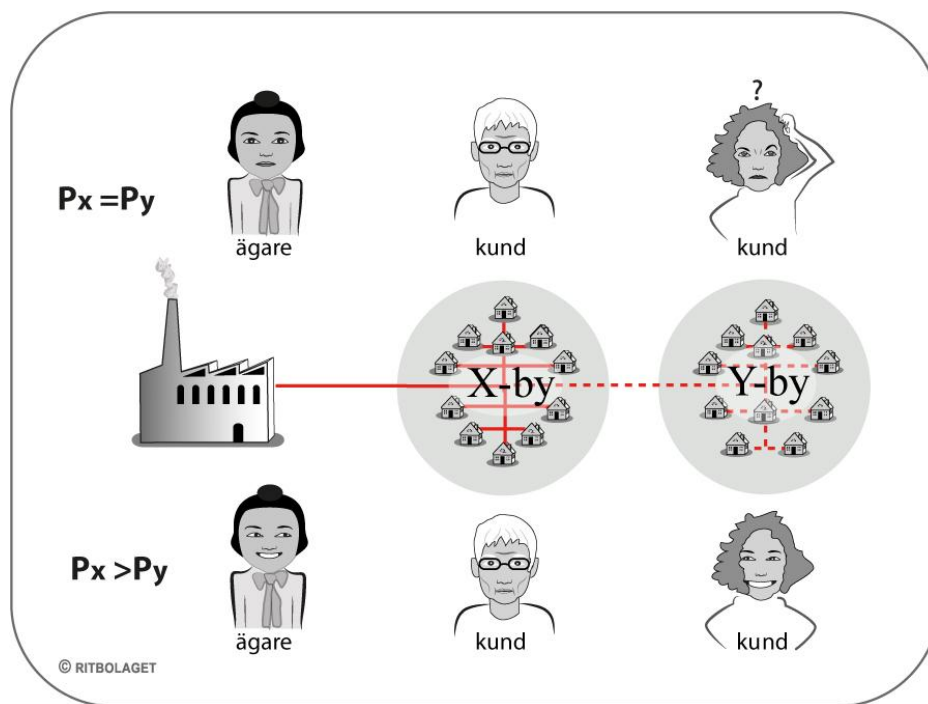 ?
Px =Py
ägare
kund
kund
X-by
Y-by
Px >Py
ägare
kund
kund
© RITBOLAGET